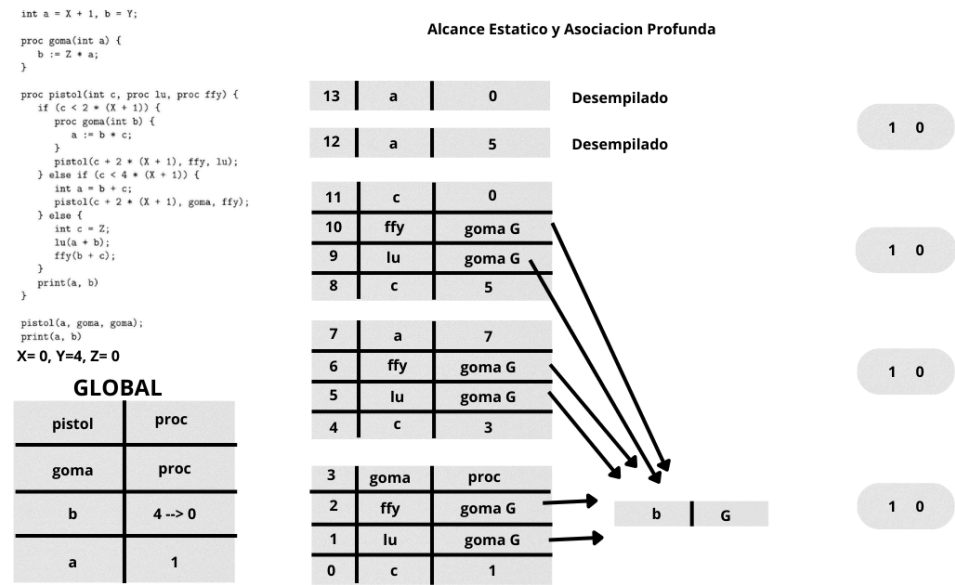 int a = X + 1, b = Y;
proc goma(int a) {
b := Z * a;
}
proc pistol(int c, proc lu, proc ffy) {
if (c < 2 * (X + 1)) {
proc goma(int b) {
a := b * c;
}
pistol(c + 2 * (X + 1), ffy, lu);
} else if (c < 4 * (X + 1)) {
int a = b + c;
pistol(c + 2 * (X + 1), goma, ffy);
} else {
int c = Z;
lu(a + b);
ffy(b + c);
}
print(a, b)
}
pistol(a, goma, goma);
print(a, b)
X= 0, Y=4, Z= 0
GLOBAL
pistol proc
goma proc
b 4 --> 0
a 1
Alcance Estatico y Asociacion Profunda
13 a 0 Desempilado
12 a 5 Desempilado
11 c 0
10 ffy goma G
9 lu goma G
8 c 5
7 a 7
6 ffy goma G
5 lu goma G
4 c 3
3 goma proc
2 ffy goma G
1 lu goma G
0 c 1
b G
1 0
1 0
1 0
1 0